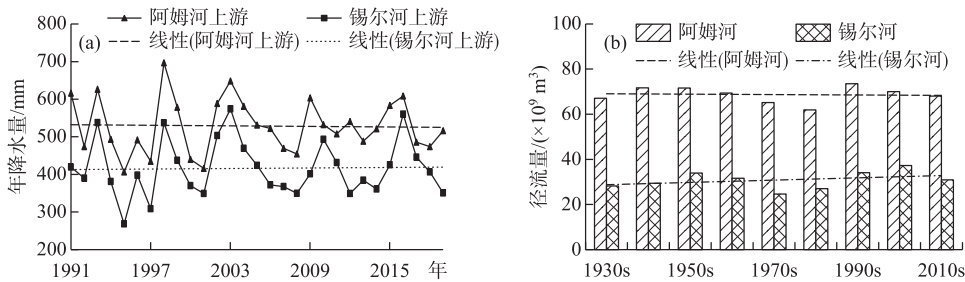 阿姆河上游 锡尔河上游
线性(阿姆河上游) 线性(锡尔河上游)
(a)
年降水量/mm
800
700
600
500
400
300
200
1991 1997 2003 2009 2015 年
阿姆河 锡尔河
线性(阿姆河) 线性(锡尔河)
(b)
径流量/(×10⁹ m³)
100
80
60
40
20
0
1930s 1950s 1970s 1990s 2010s